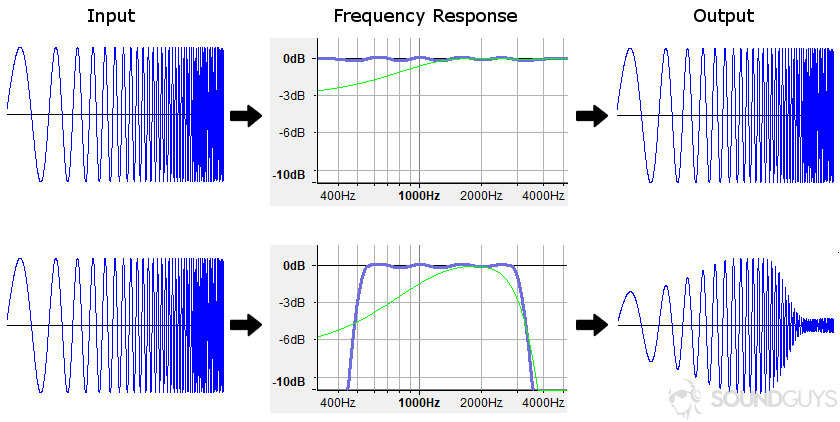 Input Frequency Response Output
0dB
-3dB
-6dB
-10dB
400Hz 1000Hz 2000Hz 4000Hz
0dB
-3dB
-6dB
-10dB
400Hz 1000Hz 2000Hz 4000Hz
SOUNDGUYS